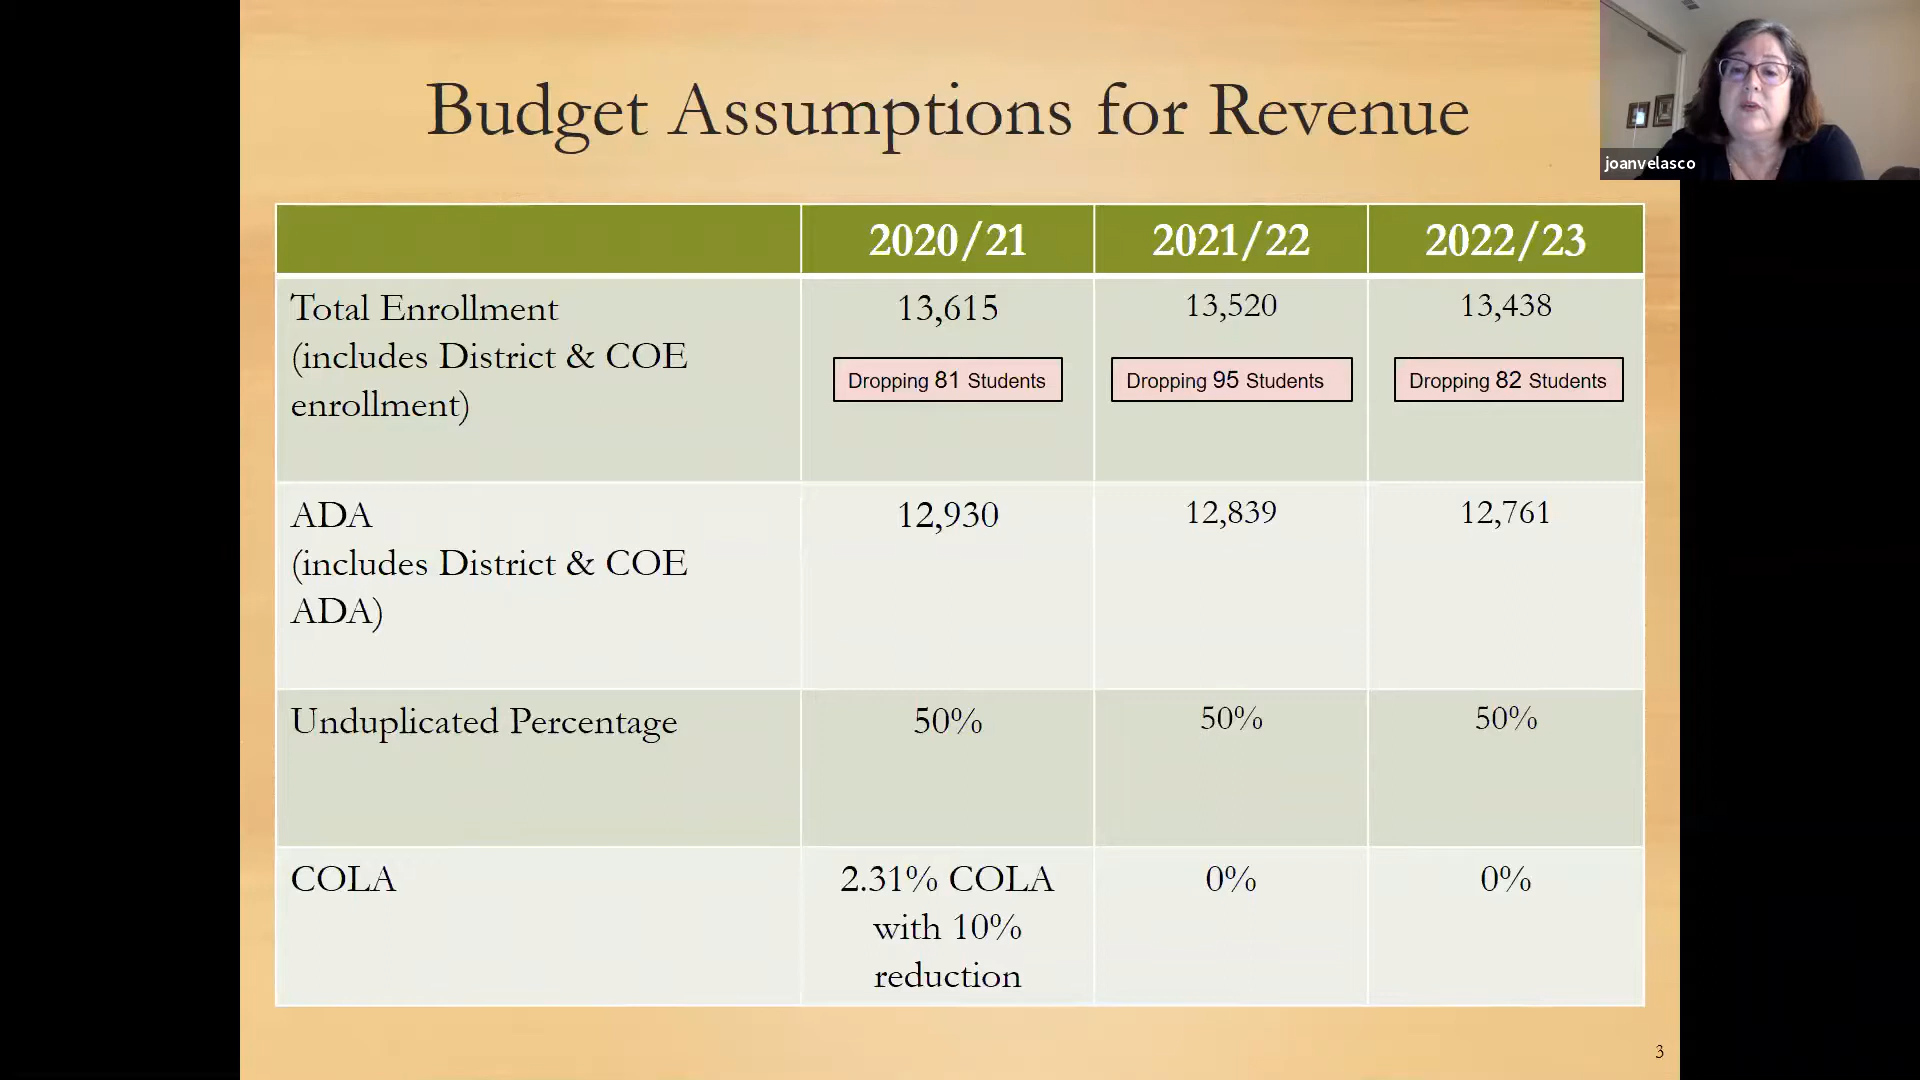 Budget Assumptions for Revenue
joanvelasco
2020/21 2021/22 2022/23
Total Enrollment
(includes District & COE
enrollment)
13,615 13,520 13,438
Dropping 81 Students Dropping 95 Students Dropping 82 Students
ADA
(includes District & COE
ADA)
12,930 12,839 12,761
Unduplicated Percentage 50% 50% 50%
COLA
2.31% COLA
with 10%
reduction
0% 0%
3